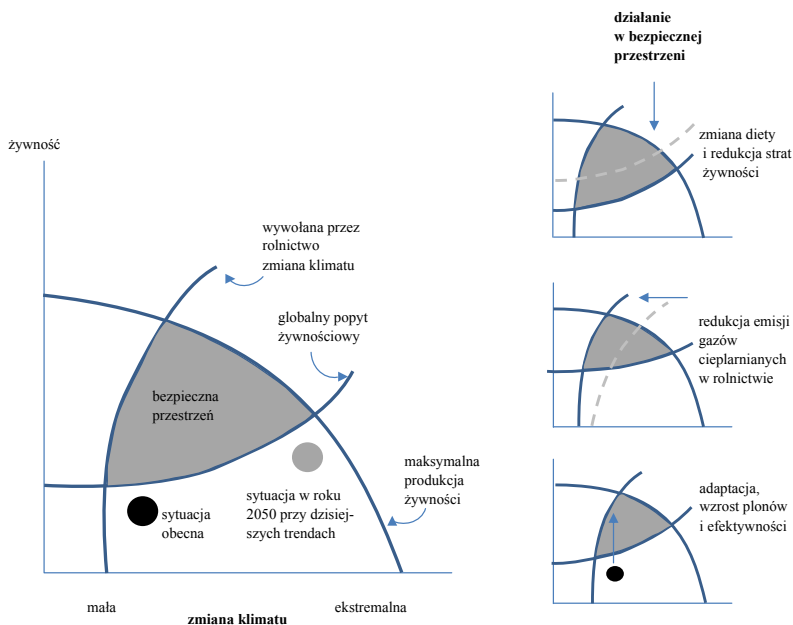 żywność
wywołana przez
rolnictwo
zmiana klimatu
globalny popyt
żywnościowy
bezpieczna
przestrzeń
maksymalna
produkcja
żywności
sytuacja
obecna
sytuacja w roku
2050 przy dzisiej-
szych trendach
mała
zmiana klimatu
ekstremalna
działanie
w bezpiecznej
przestrzeni
zmiana diety
i redukcja strat
żywności
redukcja emisji
gazów
cieplarnianych
w rolnictwie
adaptacja,
wzrost plonów
i efektywności